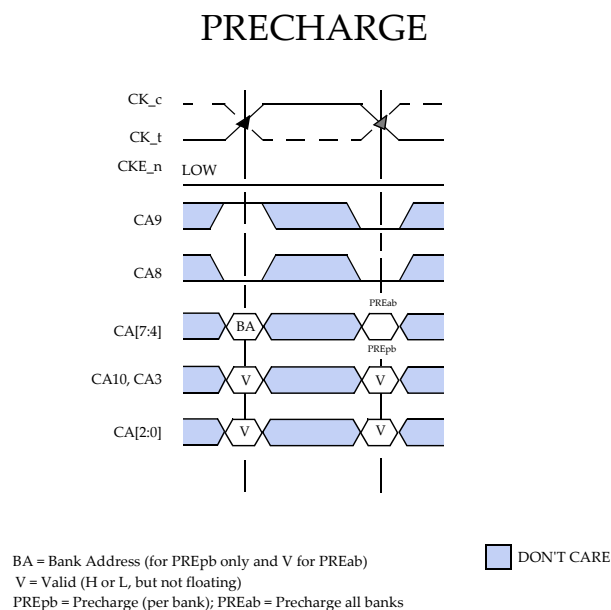 PRECHARGE
CK_c
CK_t
CKE_n
LOW
CA9
CA8
PREab
CA[7:4]
BA
PREpb
CA10, CA3
V
V
CA[2:0]
V
V
BA = Bank Address (for PREpb only and V for PREab)
DON'T CARE
V = Valid (H or L, but not floating)
PREpb = Precharge (per bank); PREab = Precharge all banks